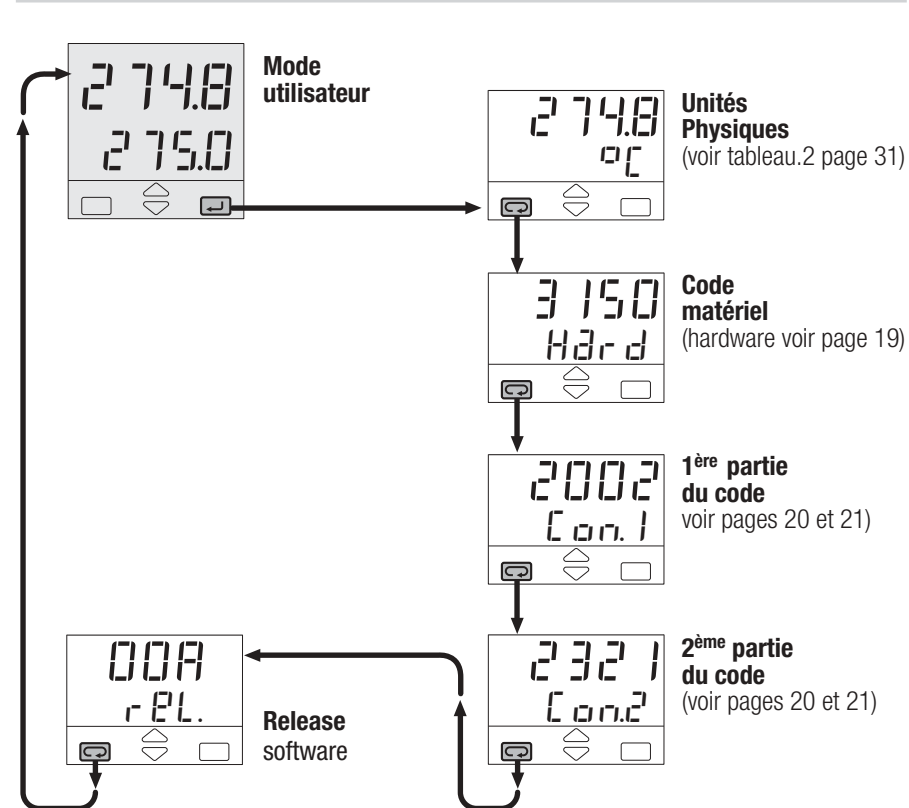 274.8
275.0
Mode
utilisateur
274.8
°C
Unités
Physiques
(voir tableau.2 page 31)
3150
Hard
Code
matériel
(hardware voir page 19)
2002
Con.1
1ère partie
du code
voir pages 20 et 21)
2321
Con.2
2ème partie
du code
(voir pages 20 et 21)
00A
rEL.
Release
software